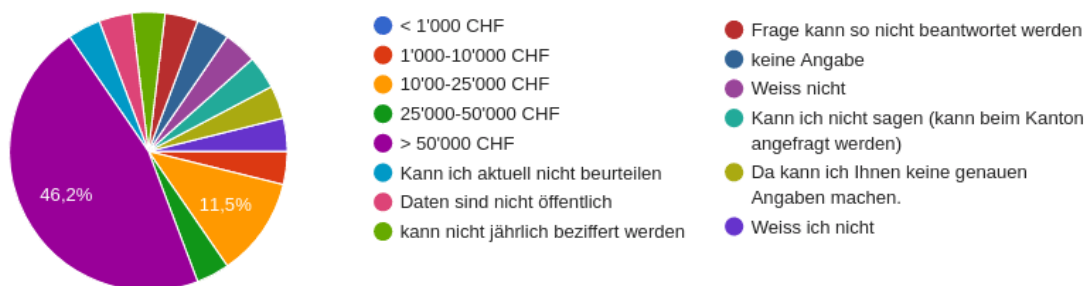 46,2%
11,5%
< 1'000 CHF
1'000-10'000 CHF
10'00-25'000 CHF
25'000-50'000 CHF
> 50'000 CHF
Kann ich aktuell nicht beurteilen
Daten sind nicht öffentlich
kann nicht jährlich beziffert werden
Frage kann so nicht beantwortet werden
keine Angabe
Weiss nicht
Kann ich nicht sagen (kann beim Kanton
angefragt werden)
Da kann ich Ihnen keine genauen
Angaben machen.
Weiss ich nicht